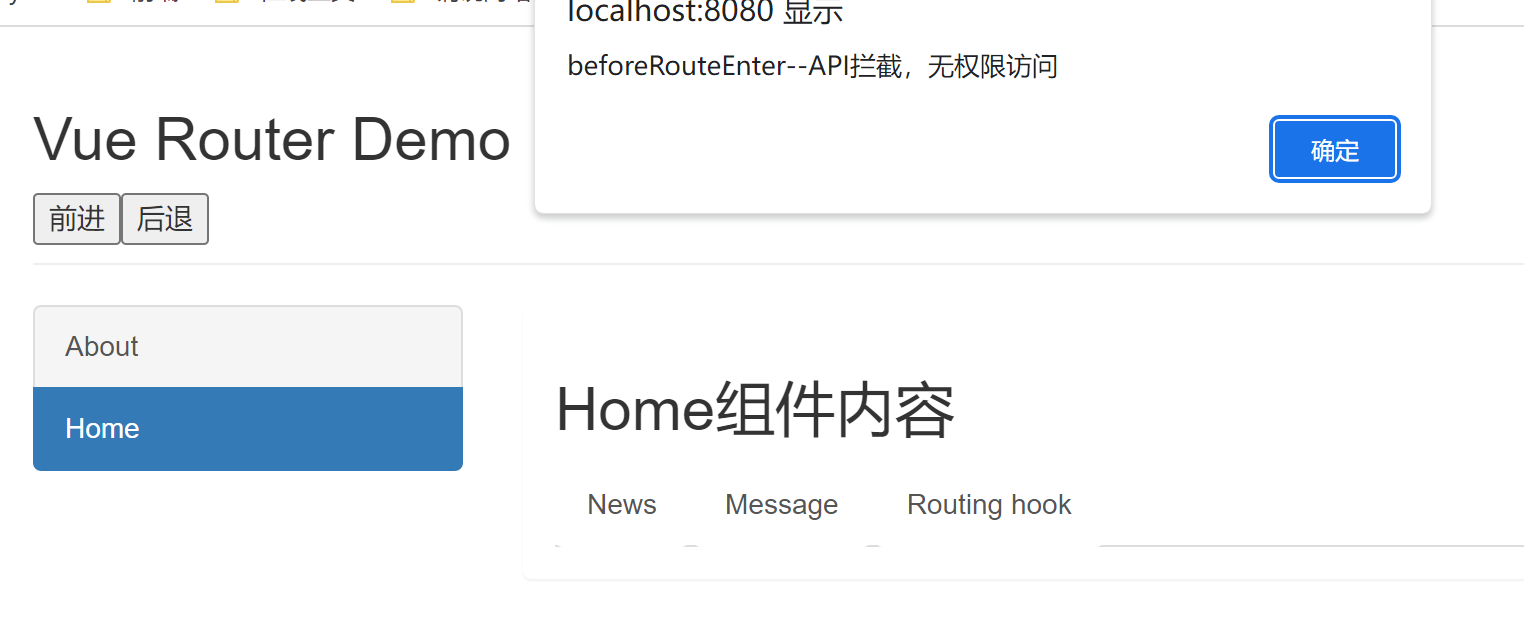 localhost:8080 显示
beforeRouteEnter--API拦截，无权限访问
确定
Vue Router Demo
前进 后退
About
Home
Home组件内容
News Message Routing hook